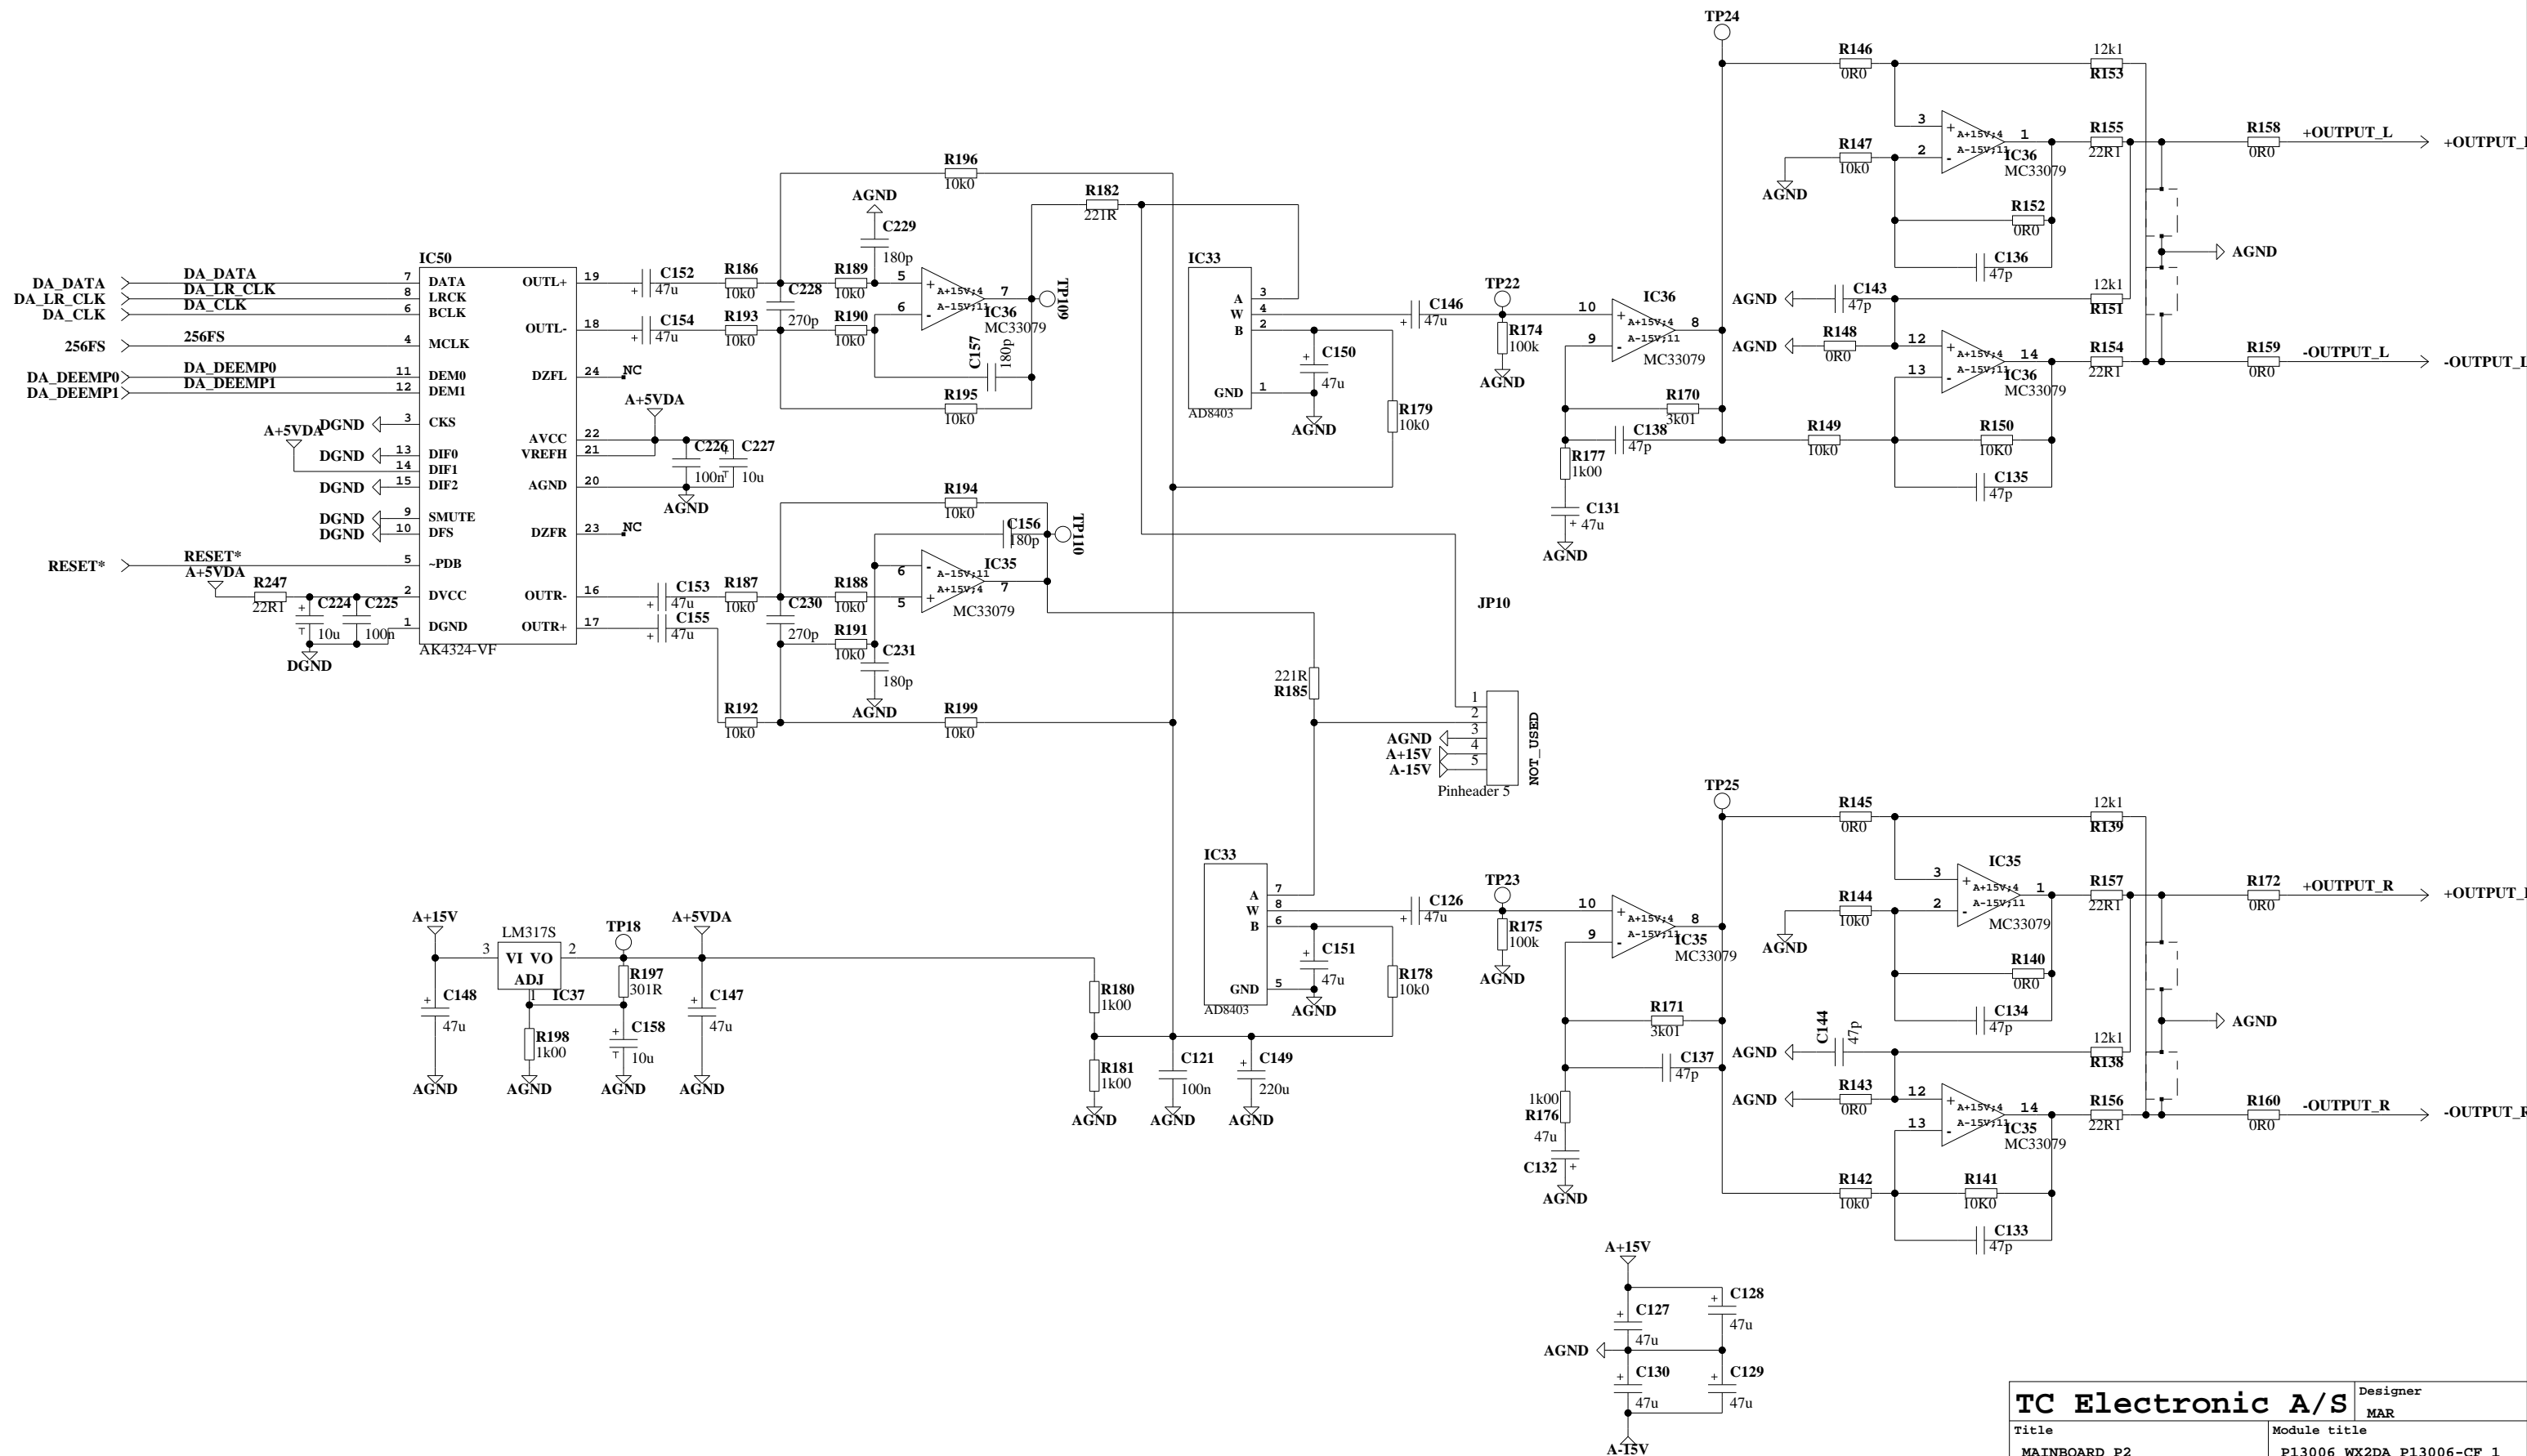 TP24
R146
0R0
12k1
R153
3
+
A+15V;4
A-15V;11
1
2
-
IC36
MC33079
R147
10k0
AGND
R155
22R1
R158
0R0
+OUTPUT_L
R152
0R0
C136
47p
AGND
12k1
R151
C143
47p
AGND
R148
0R0
AGND
12
+
A+15V;4
A-15V;11
14
13
-
IC36
MC33079
R154
22R1
R159
0R0
-OUTPUT_L
-OUTPUT_L
R149
10k0
R150
10K0
C135
47p
R196
10k0
R182
221R
AGND
C229
180p
IC50
DA_DATA
DA_DATA
7
DATA
DA_LR_CLK
DA_LR_CLK
8
LRCK
DA_CLK
DA_CLK
6
BCLK
256FS
256FS
4
MCLK
DA_DEEMP0
DA_DEEMP0
11
DEM0
DA_DEEMP1
DA_DEEMP1
12
DEM1
DGND
3
CKS
A+5VDA
DGND
13
DIF0
14
DIF1
DGND
15
DIF2
DGND
9
SMUTE
DGND
10
DFS
RESET*
RESET*
5
~PDB
A+5VDA
R247
22R1
2
DVCC
C224
10u
C225
100n
1
DGND
DGND
AK4324-VF
OUTL+
19
OUTL-
18
DZFL
24
NC
AVCC
22
VREFH
21
AGND
20
DZFR
23
NC
OUTR-
16
OUTR+
17
A+5VDA
C226
100n
C227
10u
AGND
C152
47u
R186
10k0
C228
270p
R189
10k0
5
+
A+15V;4
A-15V;11
7
6
-
IC36
MC33079
TP109
C154
47u
R193
10k0
R190
10k0
C157
180p
R195
10k0
R194
10k0
C156
180p
TP110
6
-
A-15V;11
A+15V;4
7
5
+
IC35
MC33079
C153
47u
R187
10k0
R188
10k0
C155
47u
C230
270p
R191
10k0
C231
180p
AGND
R192
10k0
R199
10k0
IC33
A
3
W
4
B
2
GND
1
AD8403
C150
47u
AGND
R179
10k0
C146
47u
TP22
R174
100k
AGND
10
+
A+15V;4
A-15V;11
8
9
-
IC36
MC33079
R170
3k01
C138
47p
R177
1k00
C131
47u
AGND
221R
R185
JP10
1
2
AGND
3
A+15V
4
A-15V
5
NOT_USED
Pinheader 5
TP25
R145
0R0
12k1
R139
IC35
3
+
A+15V;4
A-15V;11
1
2
-
MC33079
R144
10k0
AGND
R157
22R1
R172
0R0
+OUTPUT_R
R140
0R0
C134
47p
AGND
C144
47p
AGND
12k1
R138
R143
0R0
AGND
12
+
A+15V;4
A-15V;11
14
13
-
IC35
MC33079
R156
22R1
R160
0R0
-OUTPUT_R
-OUTPUT_R
R142
10k0
R141
10K0
C133
47p
IC33
A
7
W
8
B
6
GND
5
AD8403
C151
47u
AGND
R178
10k0
C126
47u
TP23
R175
100k
AGND
10
+
A+15V;4
A-15V;11
8
9
-
IC35
MC33079
R171
3k01
C137
47p
1k00
R176
47u
C132
AGND
A+15V
LM317S
3
VI VO
2
ADJ
1
IC37
TP18
A+5VDA
C148
47u
AGND
R198
1k00
AGND
R197
301R
C158
10u
AGND
C147
47u
AGND
R180
1k00
R181
1k00
AGND
C121
100n
AGND
C149
220u
AGND
A+15V
C127
47u
C128
47u
AGND
C130
47u
C129
47u
A-15V
TC Electronic A/S
Designer
MAR
Title
MAINBOARD P2
Module title
P13006 WX2DA P13006-CF 1